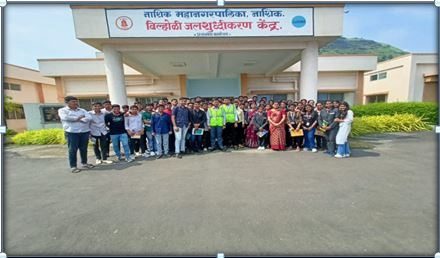 नाशिक महानगरपालिका, नाशिक.
विल्होळी जलशुध्दीकरण केंद्र.